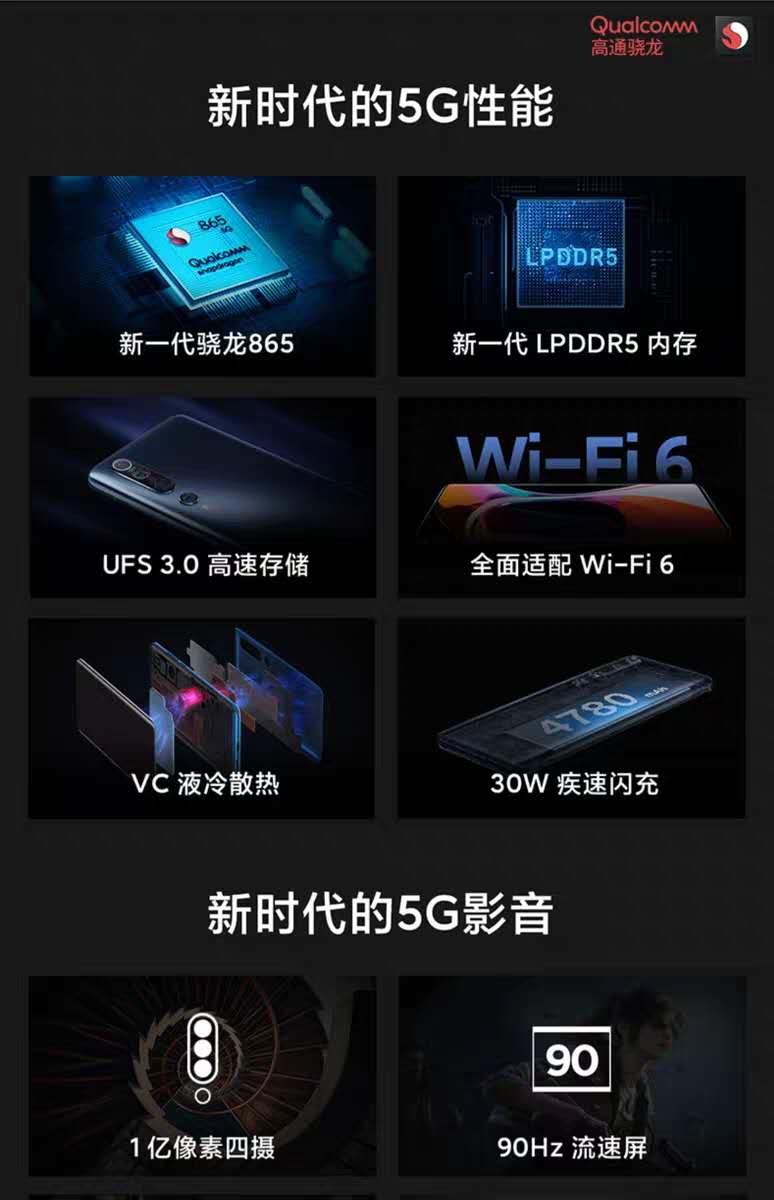 Qualcomm
高通骁龙
新时代的5G性能
865
5G
Qualcomm
snapdragon
新一代骁龙865
LPDDR5
新一代 LPDDR5 内存
UFS 3.0 高速存储
Wi-Fi 6
全面适配 Wi-Fi 6
VC 液冷散热
4780 mAh
30W 疾速闪充
新时代的5G影音
1亿像素四摄
90
90Hz 流速屏